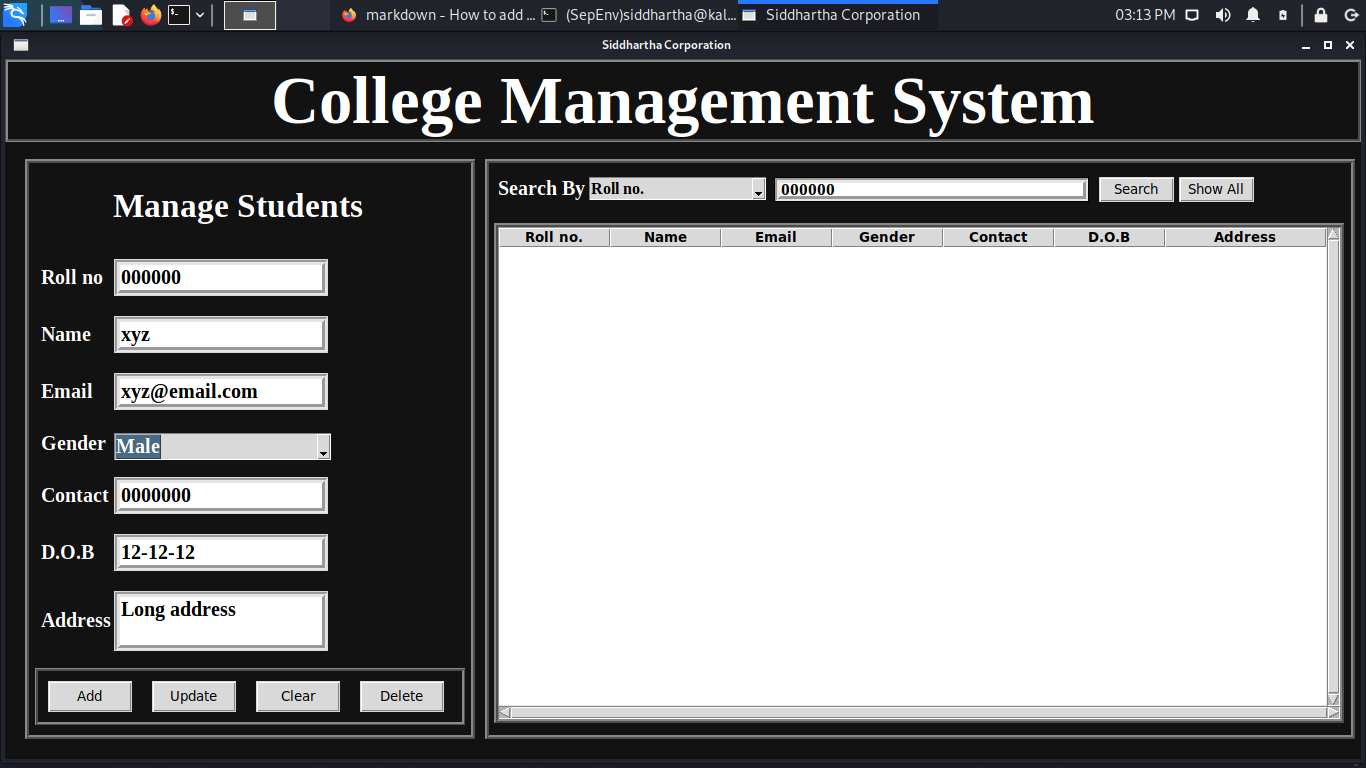 markdown - How to add ... (SepEnv)siddhartha@kal... Siddhartha Corporation 03:13 PM
Siddhartha Corporation
College Management System
Manage Students
Roll no 000000
Name xyz
Email xyz@email.com
Gender Male
Contact 0000000
D.O.B 12-12-12
Address Long address
Add Update Clear Delete
Search By Roll no. 000000 Search Show All
Roll no. Name Email Gender Contact D.O.B Address